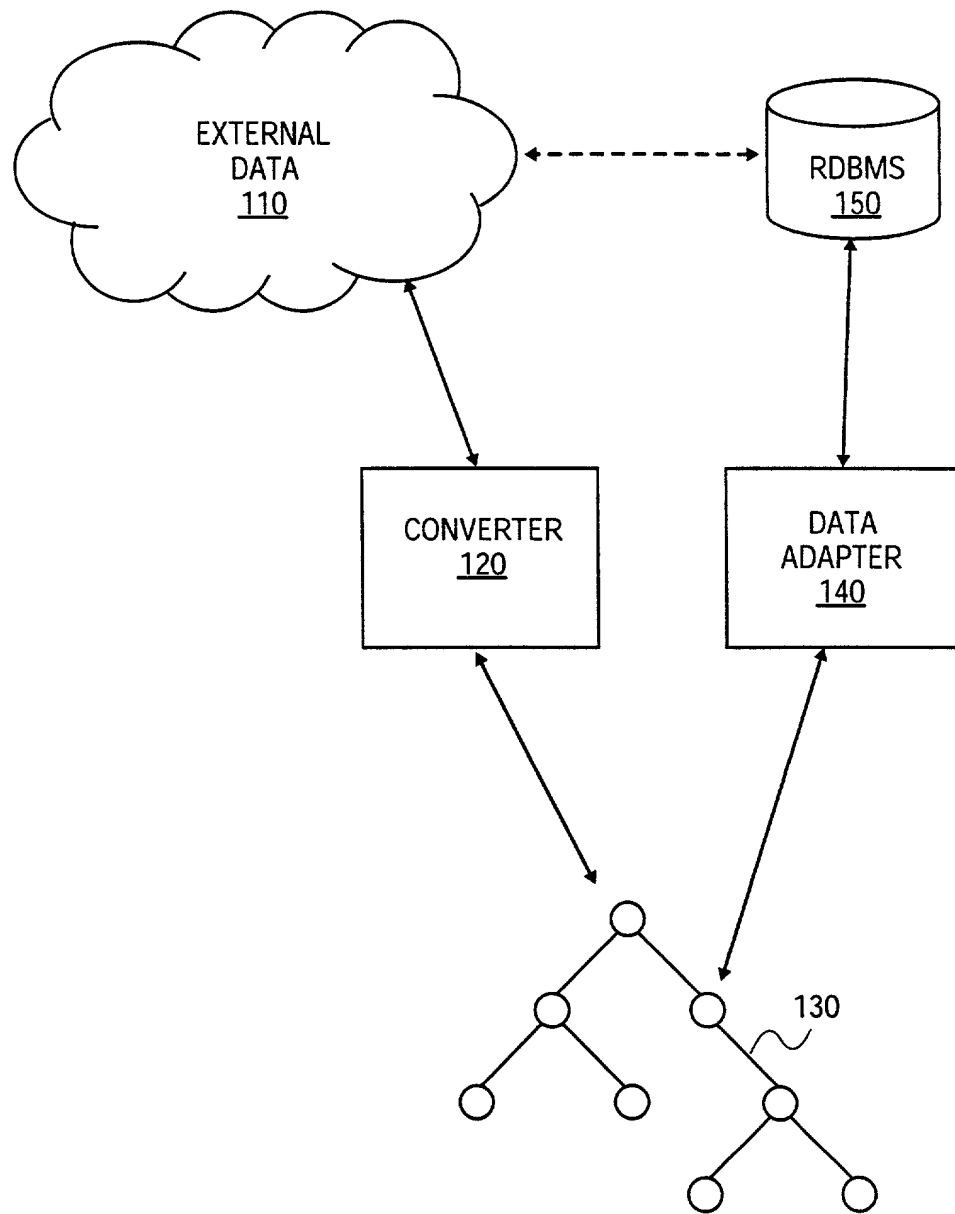 EXTERNAL
DATA
110
RDBMS
150
CONVERTER
120
DATA
ADAPTER
140
130